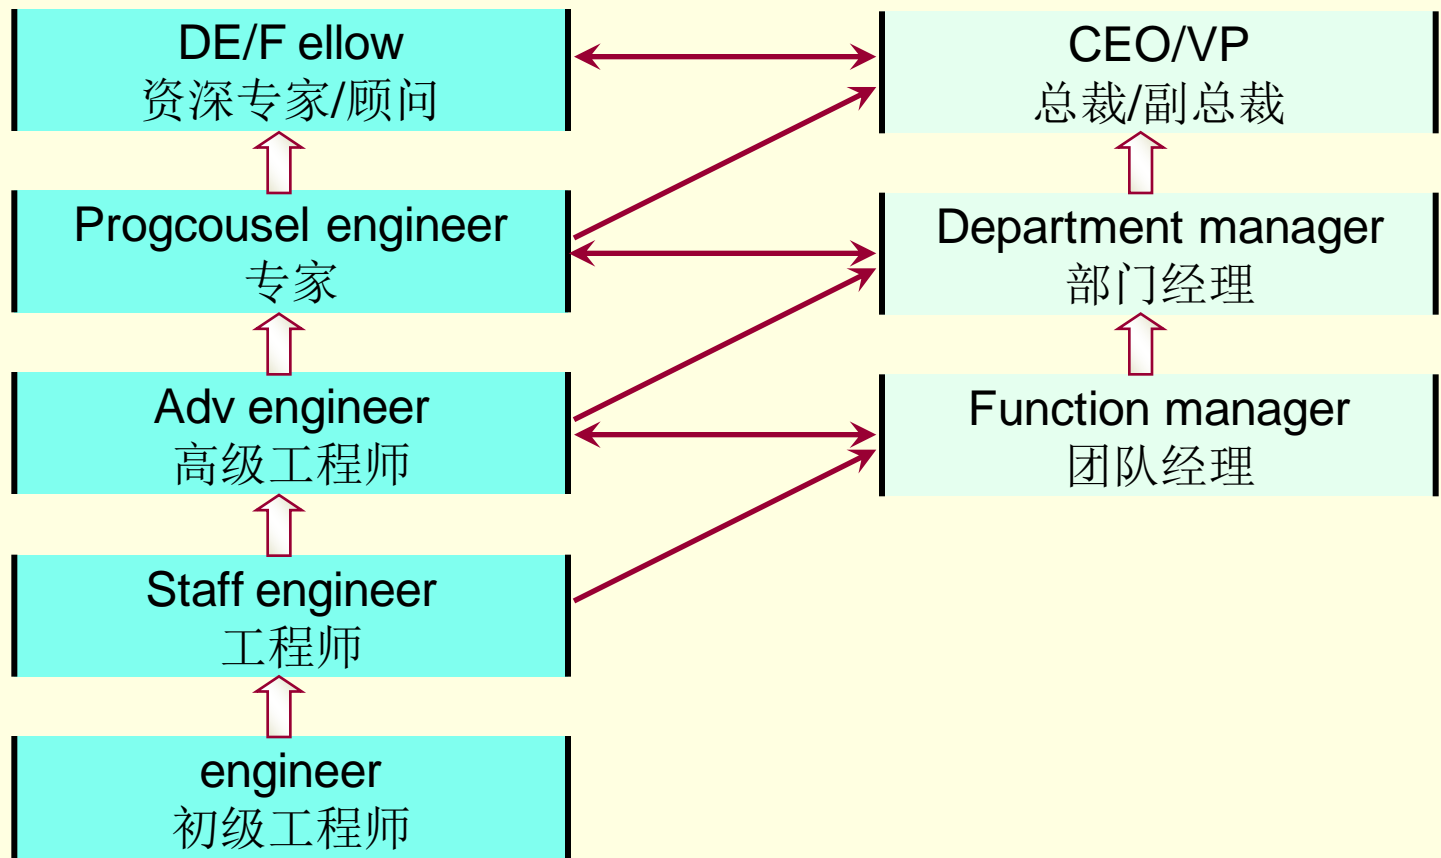 DE/F ellow
资深专家/顾问
CEO/VP
总裁/副总裁
Progcousel engineer
专家
Department manager
部门经理
Adv engineer
高级工程师
Function manager
团队经理
Staff engineer
工程师
engineer
初级工程师